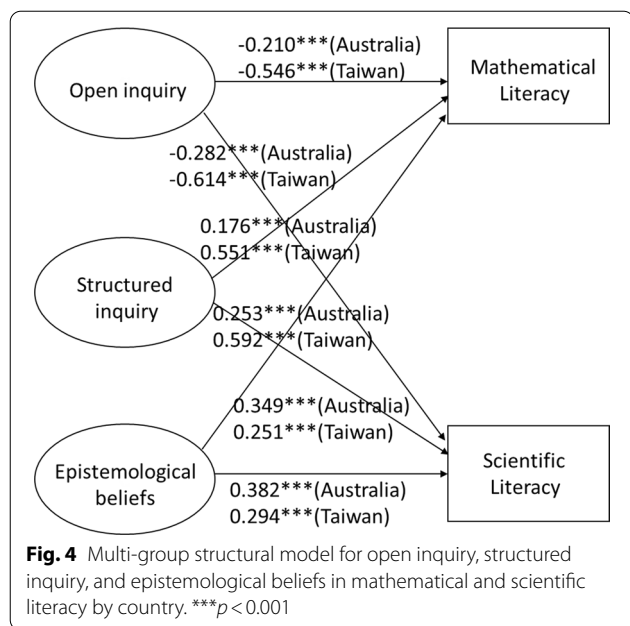 -0.210***(Australia)
-0.546***(Taiwan)
Open inquiry
Mathematical
Literacy
-0.282***(Australia)
-0.614***(Taiwan)
0.176***(Australia)
0.551***(Taiwan)
Structured
inquiry
0.253***(Australia)
0.592***(Taiwan)
0.349***(Australia)
0.251***(Taiwan)
Epistemological
beliefs
Scientific
Literacy
0.382***(Australia)
0.294***(Taiwan)
Fig. 4 Multi-group structural model for open inquiry, structured
inquiry, and epistemological beliefs in mathematical and scientific
literacy by country. ***p < 0.001